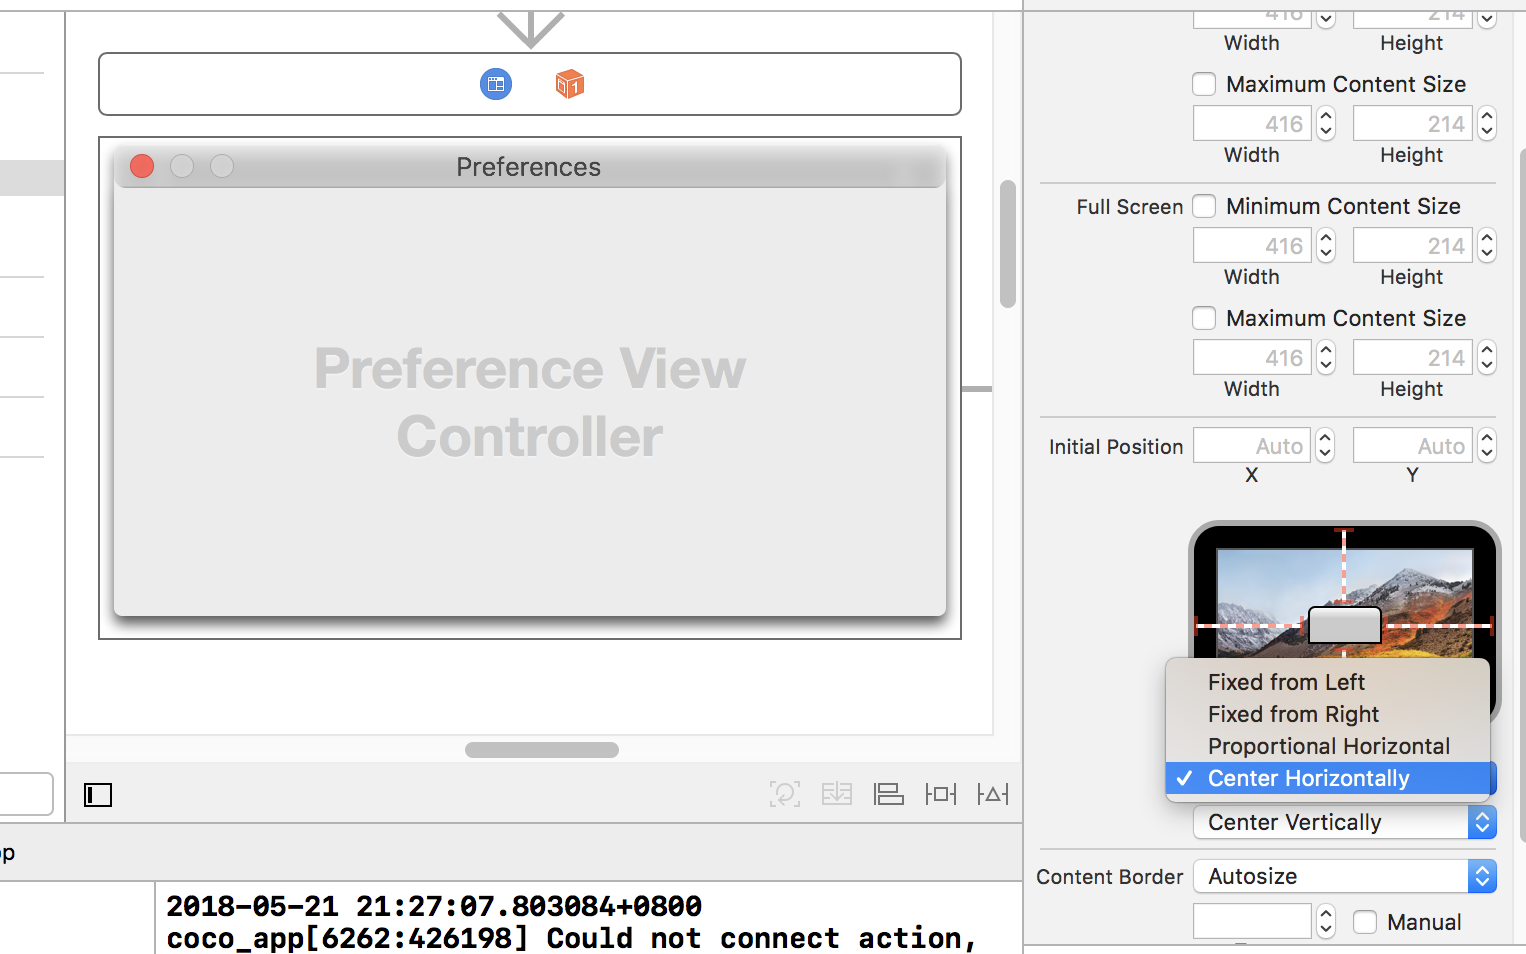 Preferences
Preference View
Controller
op
2018-05-21 21:27:07.803084+0800
coco_app[6262:426198] Could not connect action,
416 214
Width Height
Maximum Content Size
416 214
Width Height
Full Screen Minimum Content Size
416 214
Width Height
Maximum Content Size
416 214
Width Height
Initial Position Auto Auto
X Y
Fixed from Left
Fixed from Right
Proportional Horizontal
✓ Center Horizontally
Center Vertically
Content Border Autosize
Manual